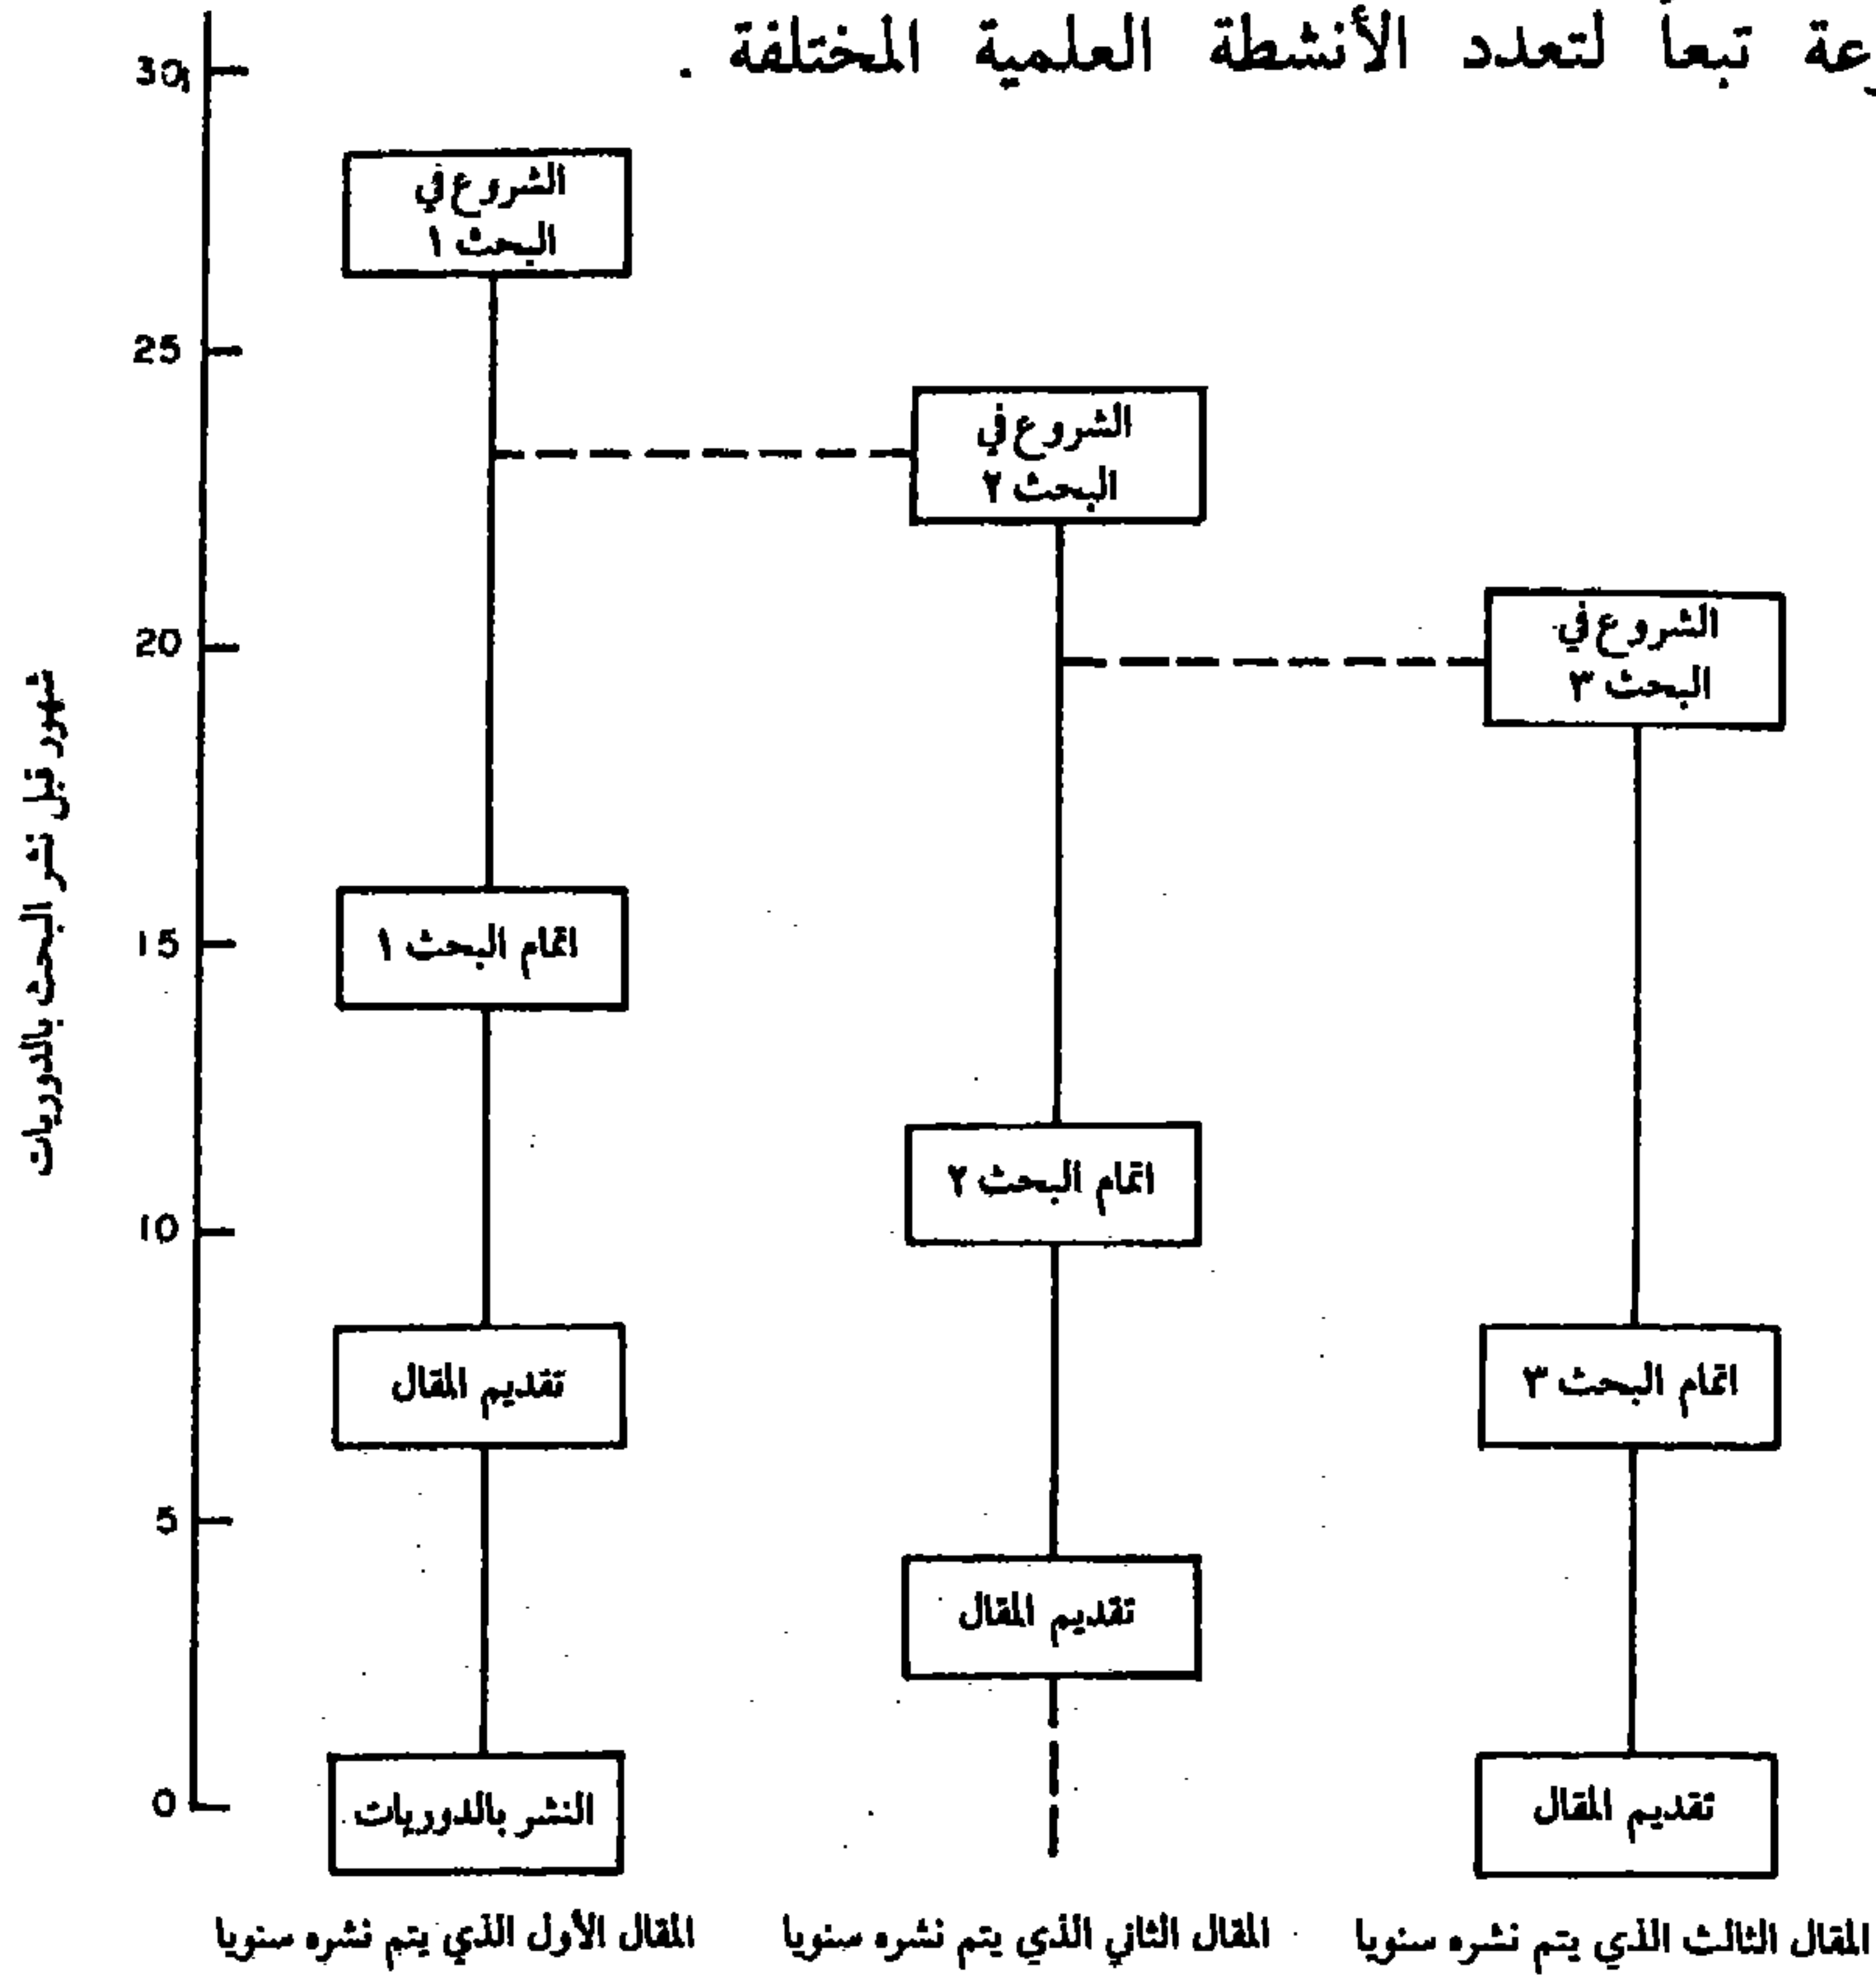 تبعاً لتعدد الأنشطة العلمية المختلفة .
30
الشروع في
البحث ١
25
الشروع في
البحث ٢
20
الشروع في
البحث ٣
شهور قبل نشر البحث بالدوريات
15
اتمام البحث ١
اتمام البحث ٢
10
تقديم المقال
اتمام البحث ٣
5
تقديم المقال
0
النشر بالدوريات
تقديم المقال
المقال الأول الذي يتم نشره سنويا
المقال الثاني الذي يتم نشره سنويا
المقال الثالث الذي يتم نشره سنويا